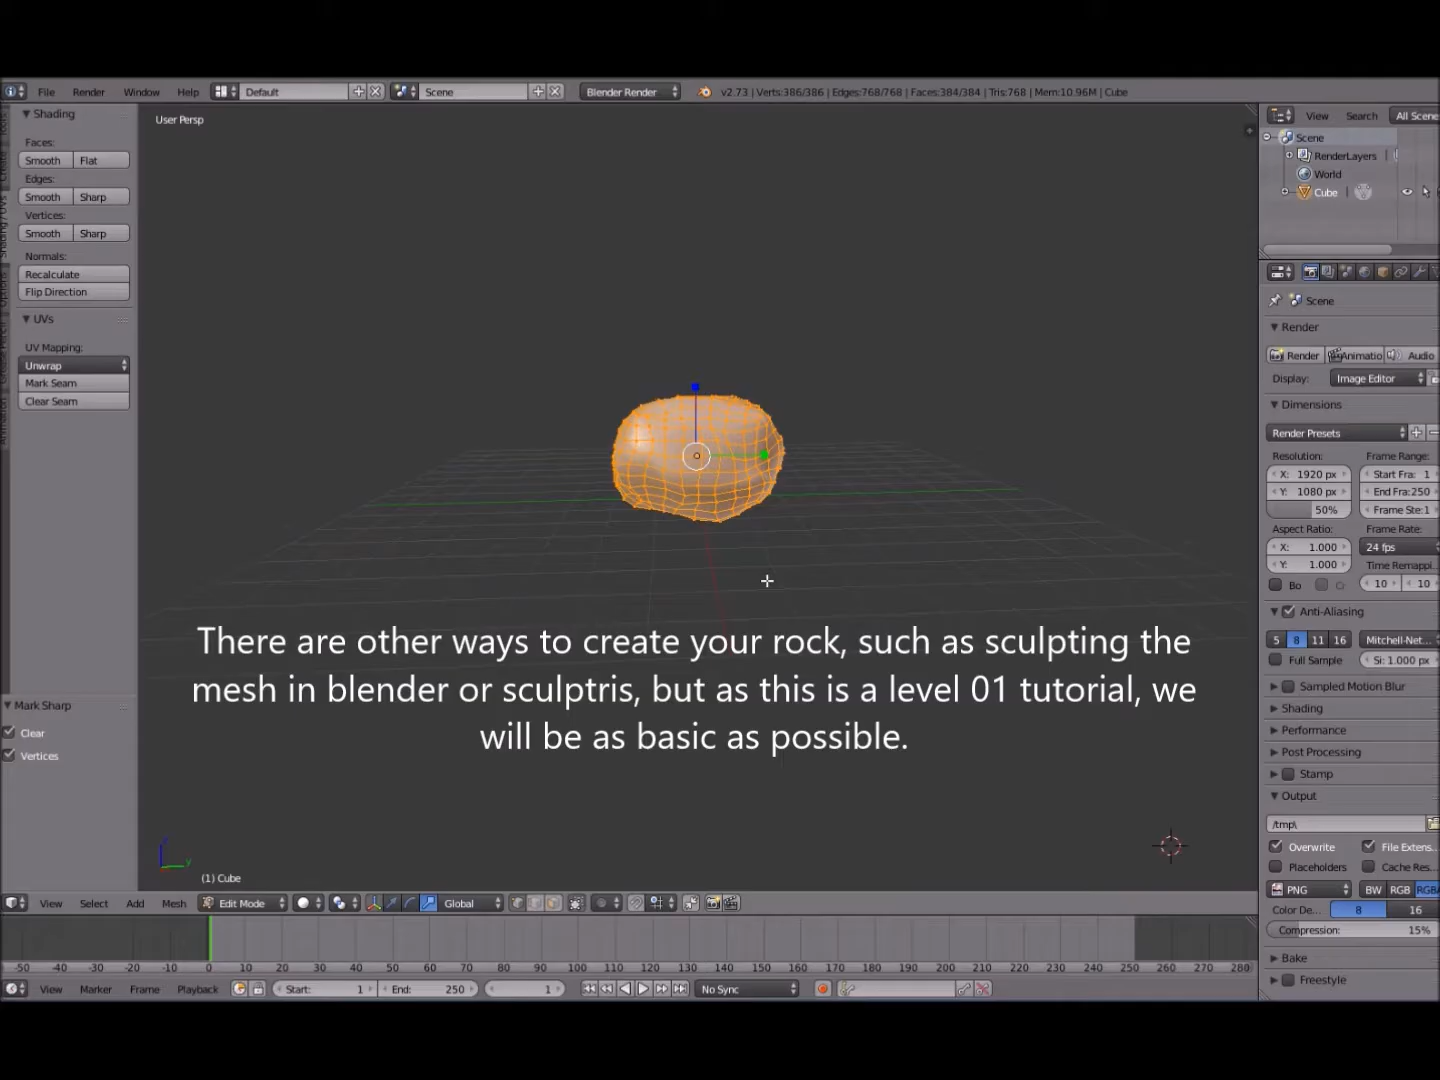 File Render Window Help Default Scene Blender Render v2.73 | Verts:386/386 | Edges:768/768 | Faces:384/384 | Tris:768 | Mem:10.96M | Cube
Shading
Faces:
Smooth Flat
Edges:
Smooth Sharp
Vertices:
Smooth Sharp
Normals:
Recalculate
Flip Direction
UVs
UV Mapping:
Unwrap
Mark Seam
Clear Seam
Mark Sharp
Clear
Vertices
User Persp
There are other ways to create your rock, such as sculpting the
mesh in blender or sculptris, but as this is a level 01 tutorial, we
will be as basic as possible.
(1) Cube
View Select Add Mesh Edit Mode Global
-50 -40 -30 -20 -10 0 10 20 30 40 50 60 70 80 90 100 110 120 130 140 150 160 170 180 190 200 210 220 230 240 250 260 270 280
View Marker Frame Playback Start: 1 End: 250 1 No Sync
View Search All Scene
Scene
RenderLayers
World
Cube
Scene
Render
Render Animatio Audio
Display: Image Editor
Dimensions
Render Presets
Resolution: Frame Range:
X: 1920 px Start Fra: 1
Y: 1080 px End Fra:250
50% Frame Ste:1
Aspect Ratio: Frame Rate:
X: 1.000 24 fps
Y: 1.000 Time Remappi
Bo Cr 10 10
Anti-Aliasing
5 8 11 16 Mitchell-Net...
Full Sample Si: 1.000 px
Sampled Motion Blur
Shading
Performance
Post Processing
Stamp
Output
/tmp\
Overwrite File Extens...
Placeholders Cache Res...
PNG BW RGB RGBA
Color De... 8 16
Compression: 15%
Bake
Freestyle